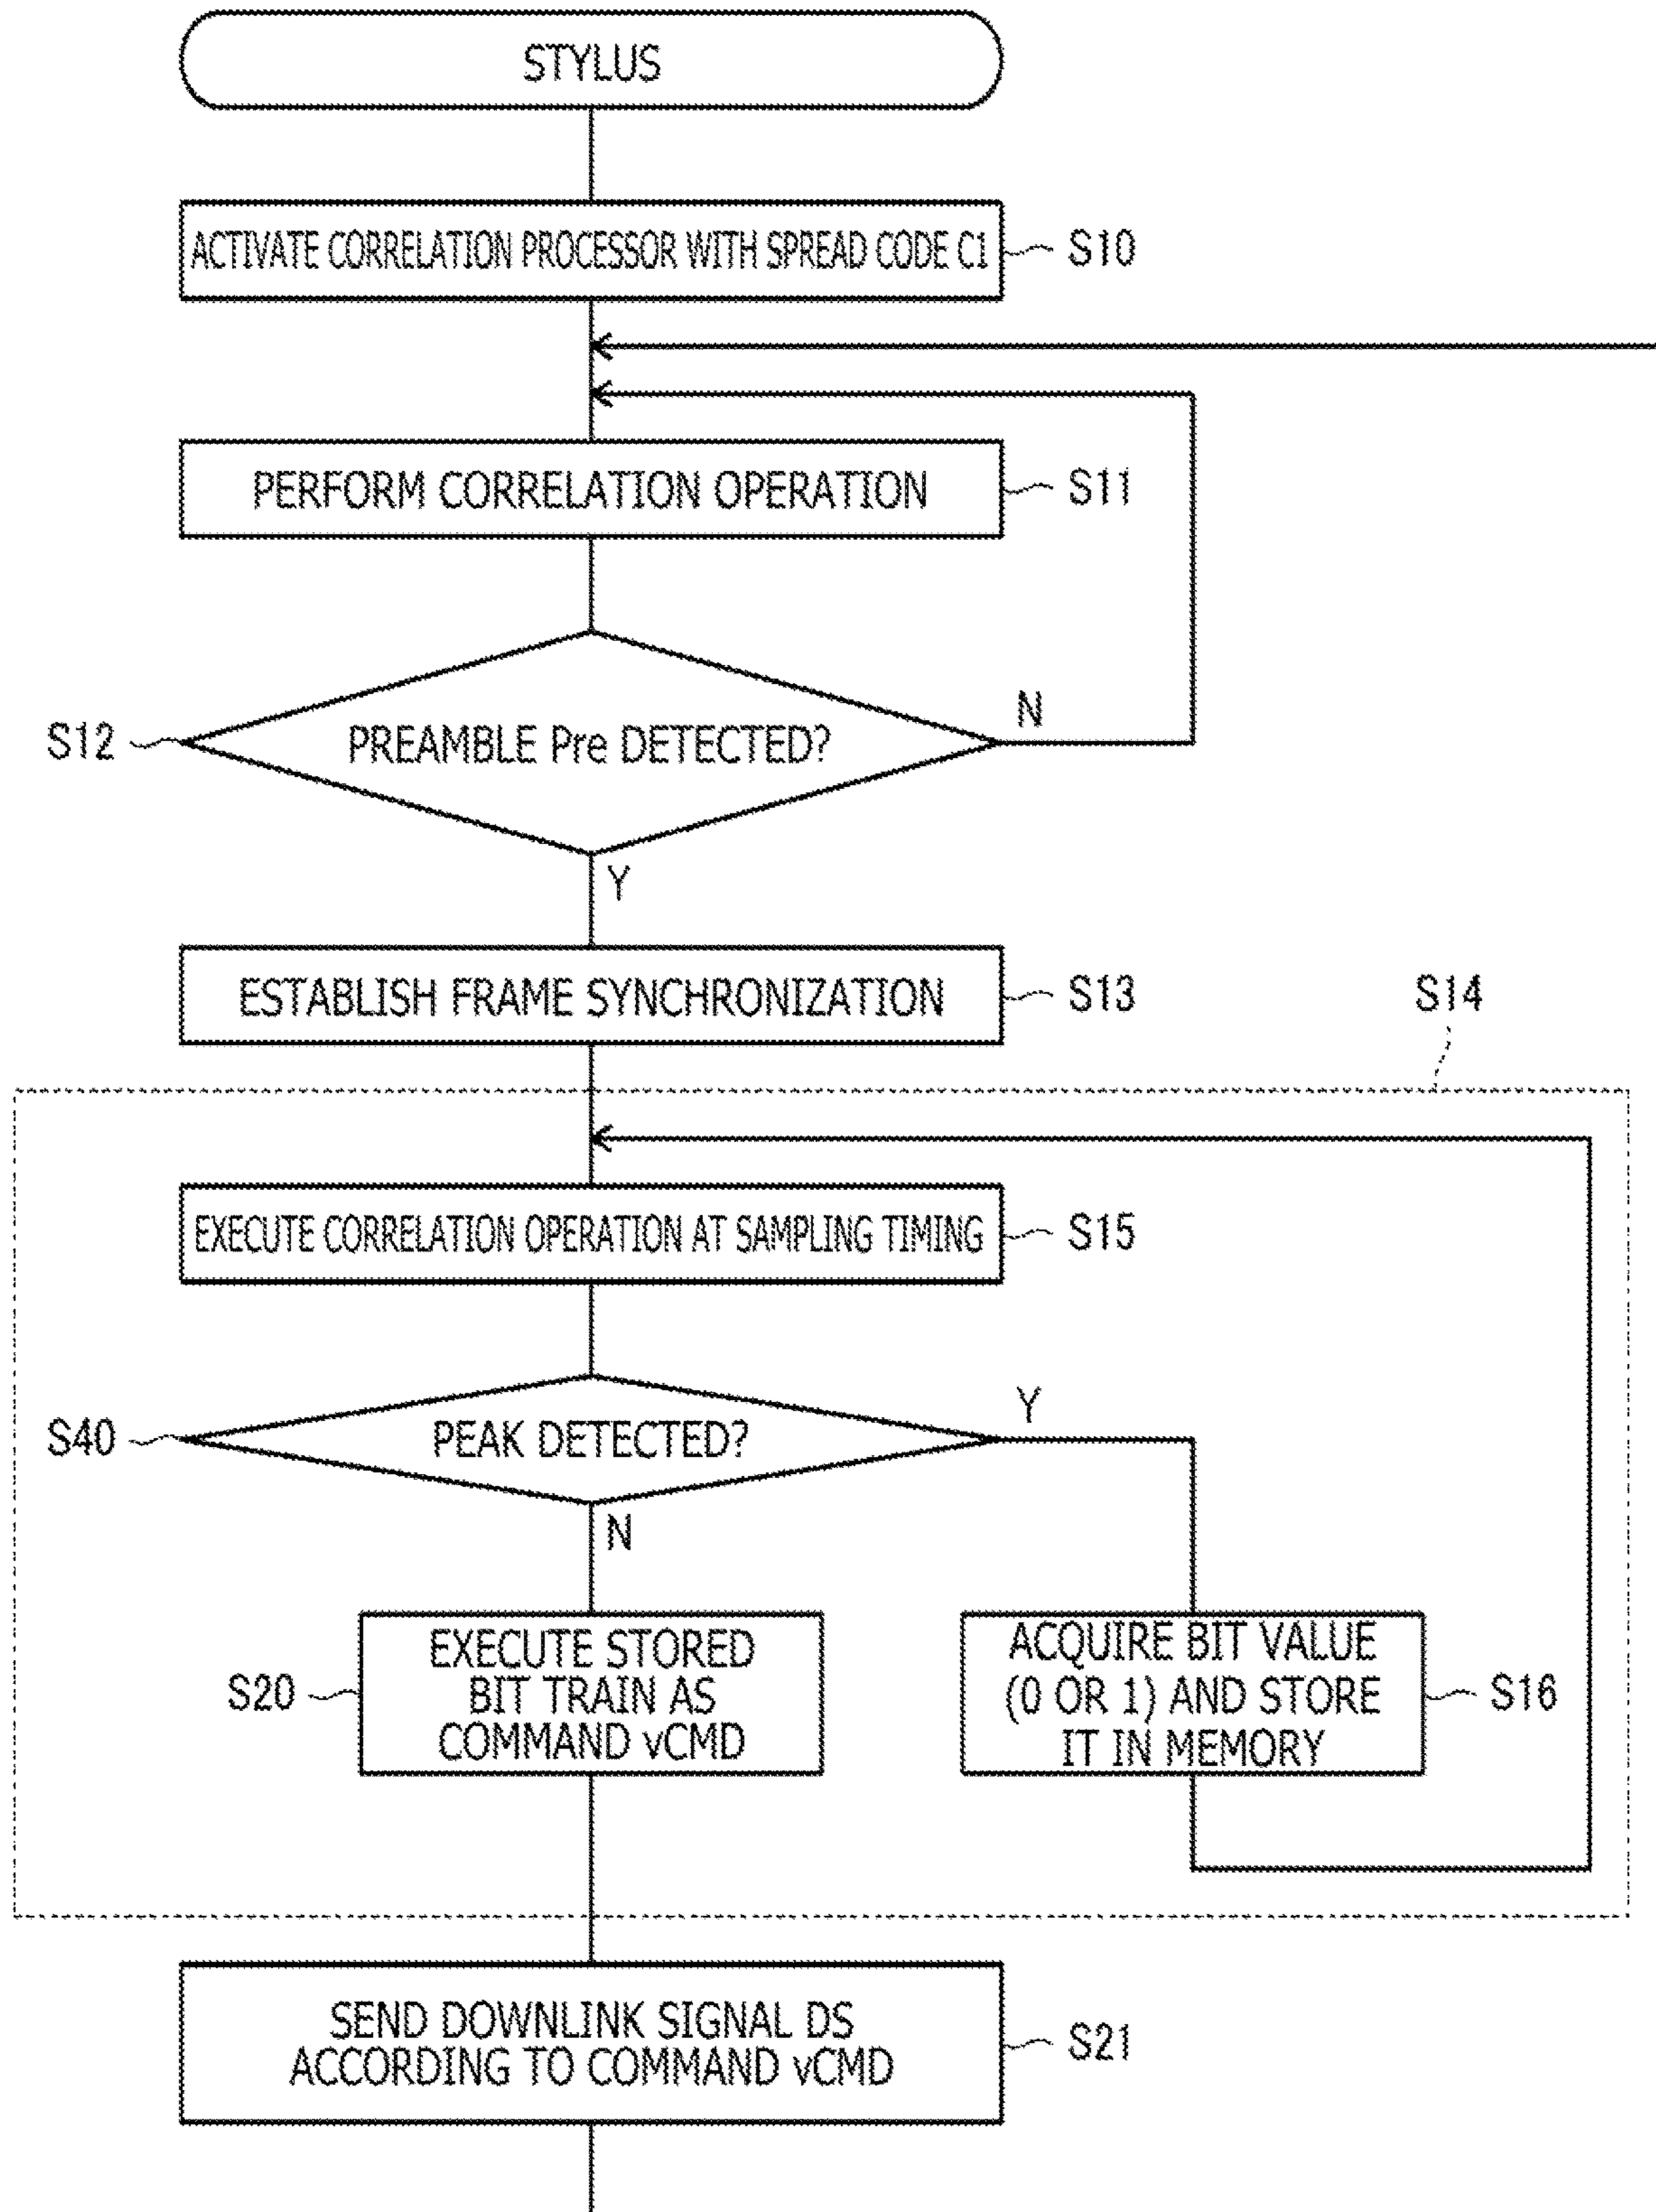 STYLUS
ACTIVATE CORRELATION PROCESSOR WITH SPREAD CODE C1
S10
PERFORM CORRELATION OPERATION
S11
N
S12
PREAMBLE Pre DETECTED?
Y
ESTABLISH FRAME SYNCHRONIZATION
S13
S14
EXECUTE CORRELATION OPERATION AT SAMPLING TIMING
S15
Y
S40
PEAK DETECTED?
N
S20
EXECUTE STORED
BIT TRAIN AS
COMMAND vCMD
ACQUIRE BIT VALUE
(0 OR 1) AND STORE
IT IN MEMORY
S16
SEND DOWNLINK SIGNAL DS
ACCORDING TO COMMAND vCMD
S21